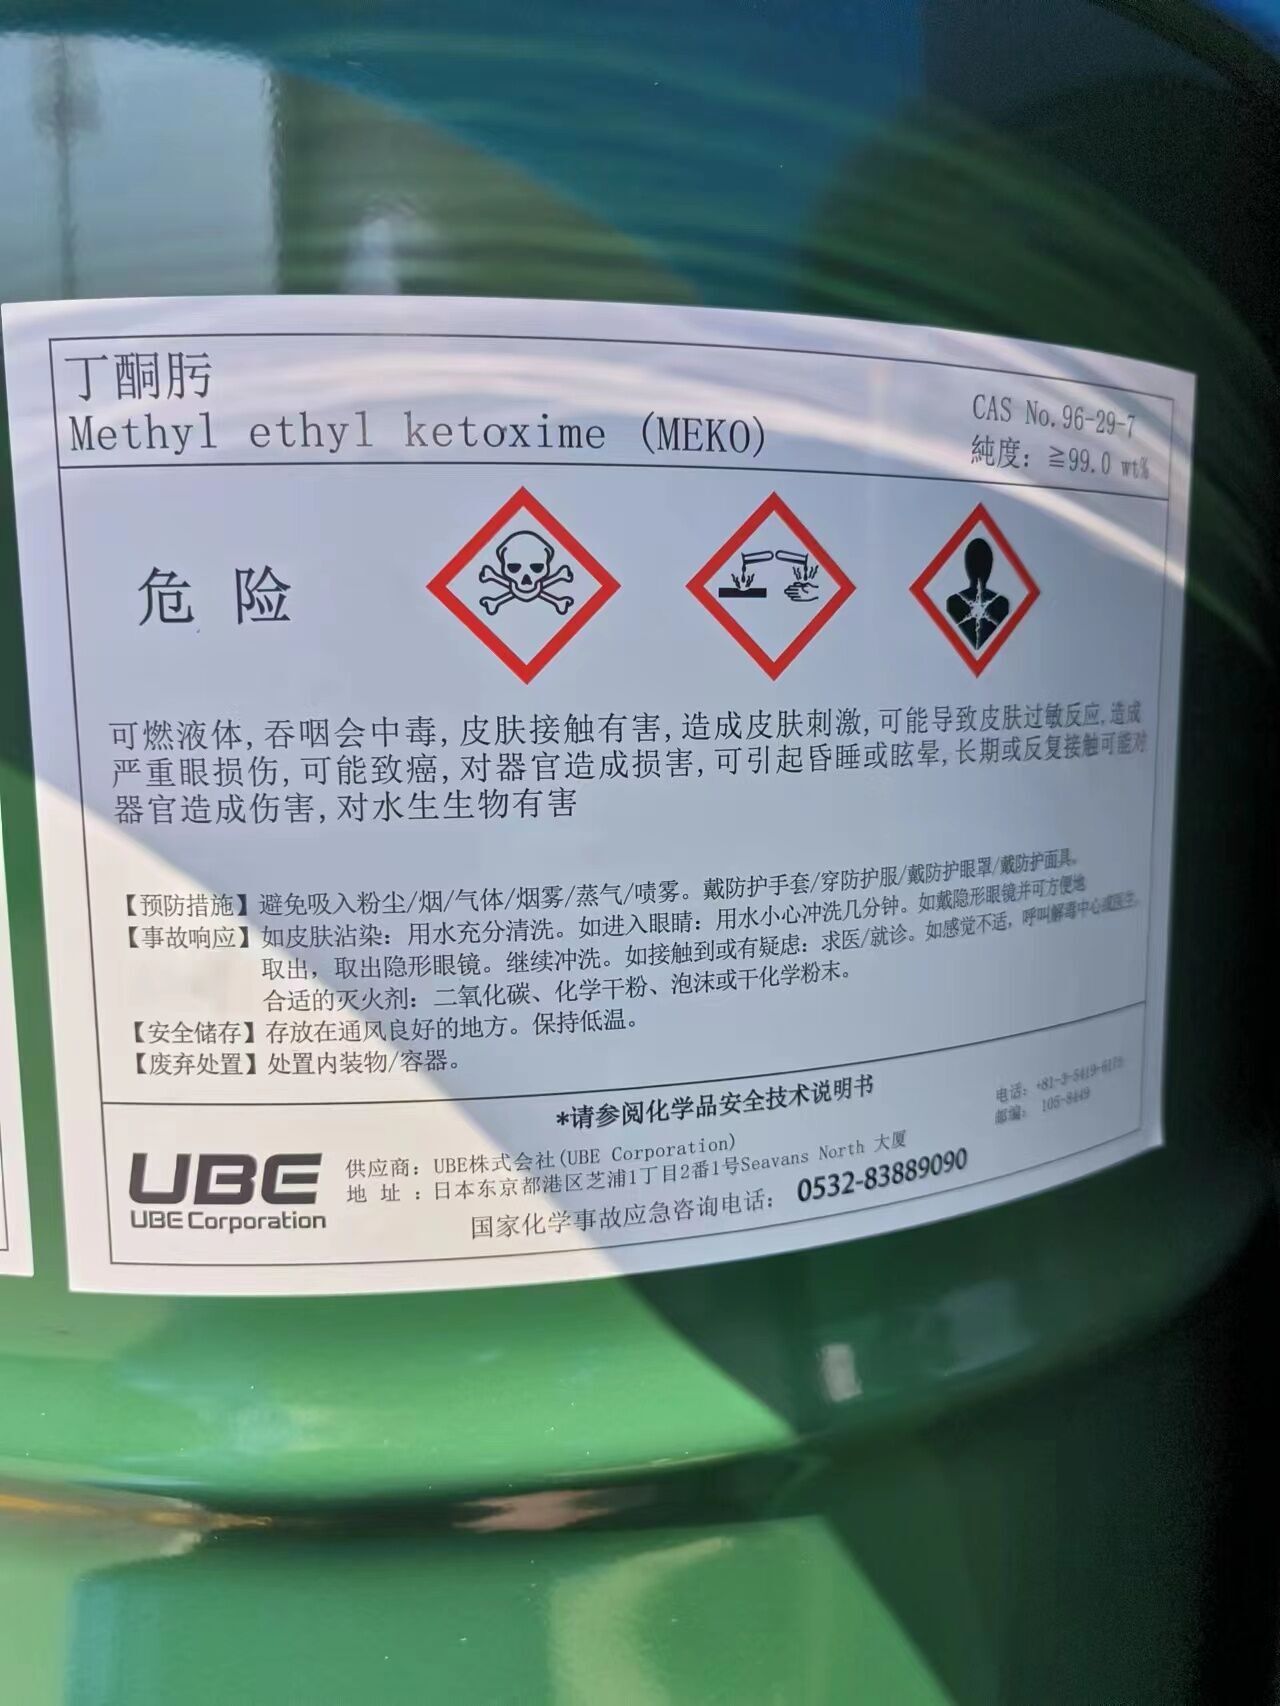 丁酮肟
Methyl ethyl ketoxime (MEKO)
CAS No. 96-29-7
純度: ≧99.0 wt%
危 险
可燃液体, 吞咽会中毒, 皮肤接触有害, 造成皮肤刺激, 可能导致皮肤过敏反应, 造成
严重眼损伤, 可能致癌, 对器官造成损害, 可引起昏睡或眩晕, 长期或反复接触可能对
器官造成伤害, 对水生生物有害
【预防措施】避免吸入粉尘/烟/气体/烟雾/蒸气/喷雾。戴防护手套/穿防护服/戴防护眼罩/戴防护面具。
【事故响应】如皮肤沾染: 用水充分清洗。如进入眼睛: 用水小心冲洗几分钟。如戴隐形眼镜并可方便地
取出, 取出隐形眼镜。继续冲洗。如接触到或有疑虑: 求医/就诊。如感觉不适, 呼叫解毒中心或医生。
合适的灭火剂: 二氧化碳、化学干粉、泡沫或干化学粉末。
【安全储存】存放在通风良好的地方。保持低温。
【废弃处置】处置内装物/容器。
*请参阅化学品安全技术说明书
UBE
UBE Corporation
供应商: UBE株式会社(UBE Corporation)
地 址 : 日本东京都港区芝浦1丁目2番1号Seavans North 大厦
电话: +81-3-5419-
邮编: 105-8449
国家化学事故应急咨询电话: 0532-83889090